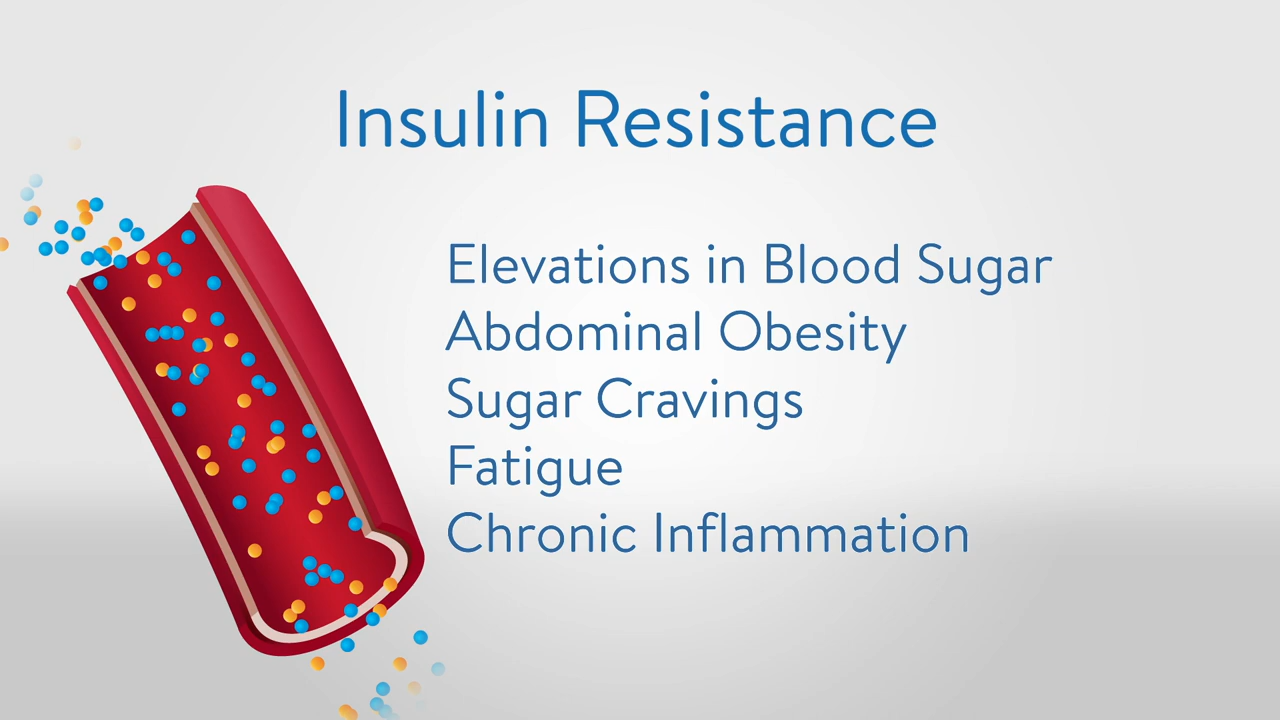 Insulin Resistance
Elevations in Blood Sugar
Abdominal Obesity
Sugar Cravings
Fatigue
Chronic Inflammation